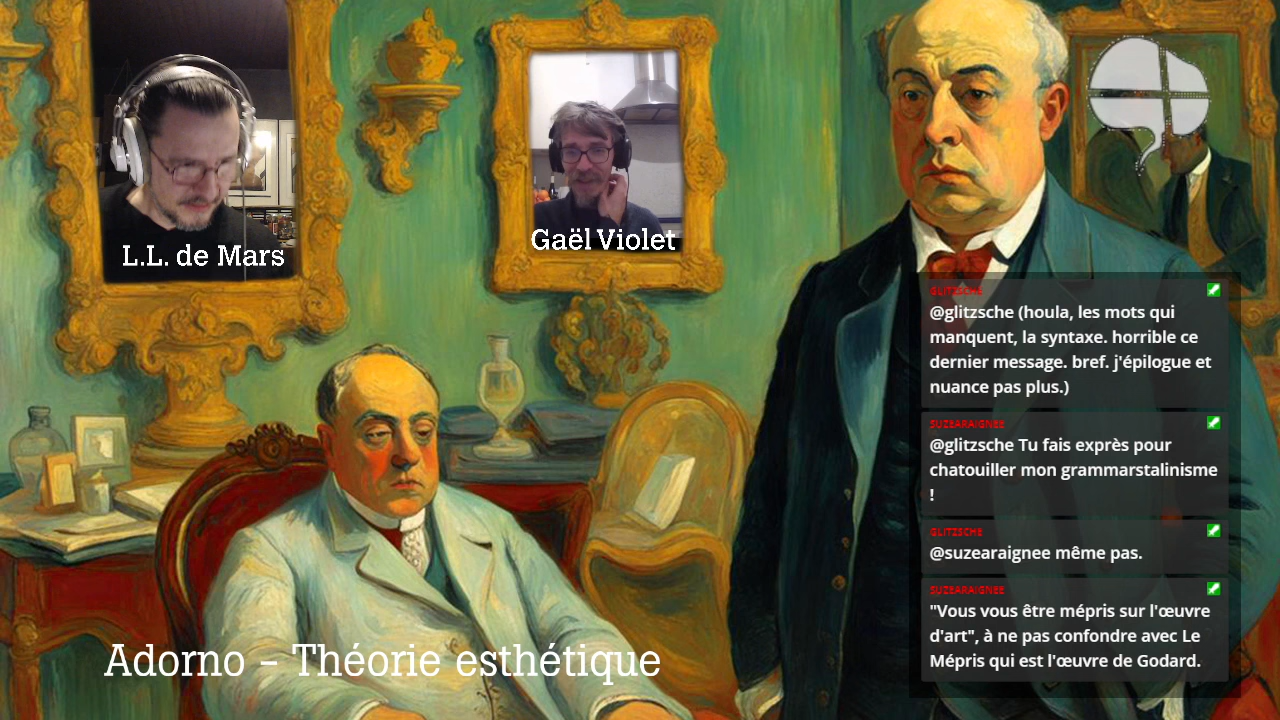 L.L. de Mars
Gaël Violet
GLITZSCHE
@glitzsche (houla, les mots qui
manquent, la syntaxe. horrible ce
dernier message. bref. j'épilogue et
nuance pas plus.)
SUZEARAIGNEE
@glitzsche Tu fais exprès pour
chatouiller mon grammarstalinisme
!
GLITZSCHE
@suzearaignee même pas.
SUZEARAIGNEE
"Vous vous être mépris sur l'œuvre
d'art", à ne pas confondre avec Le
Mépris qui est l'œuvre de Godard.
Adorno – Théorie esthétique